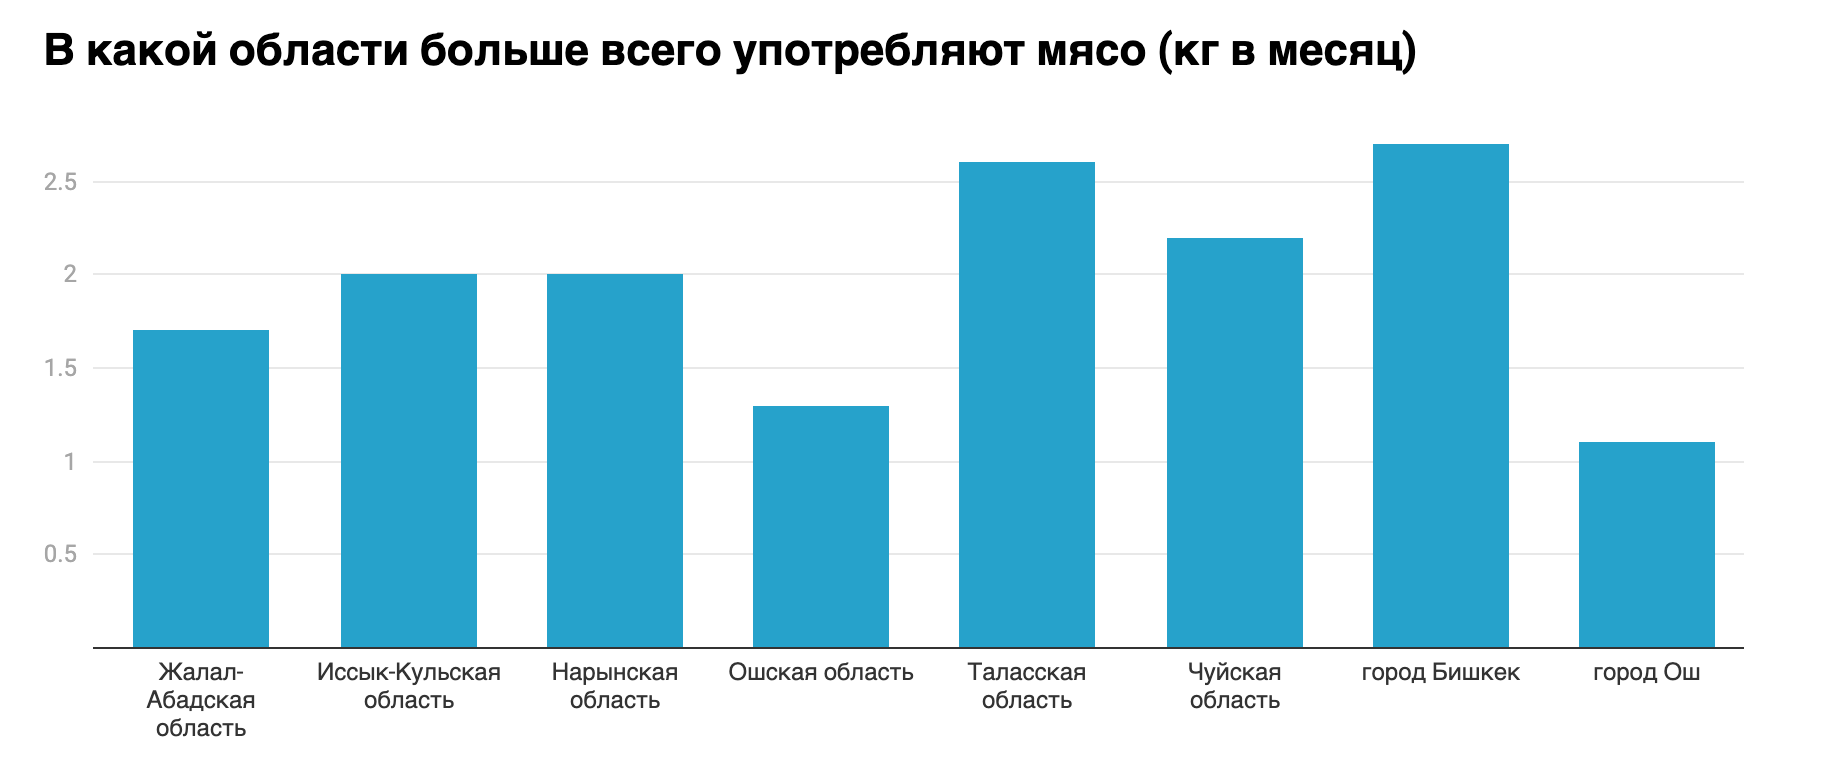 В какой области больше всего употребляют мясо (кг в месяц)
2.5
2
1.5
1
0.5
Жалал-
Абадская
область
Иссык-Кульская
область
Нарынская
область
Ошская область
Таласская
область
Чуйская
область
город Бишкек
город Ош